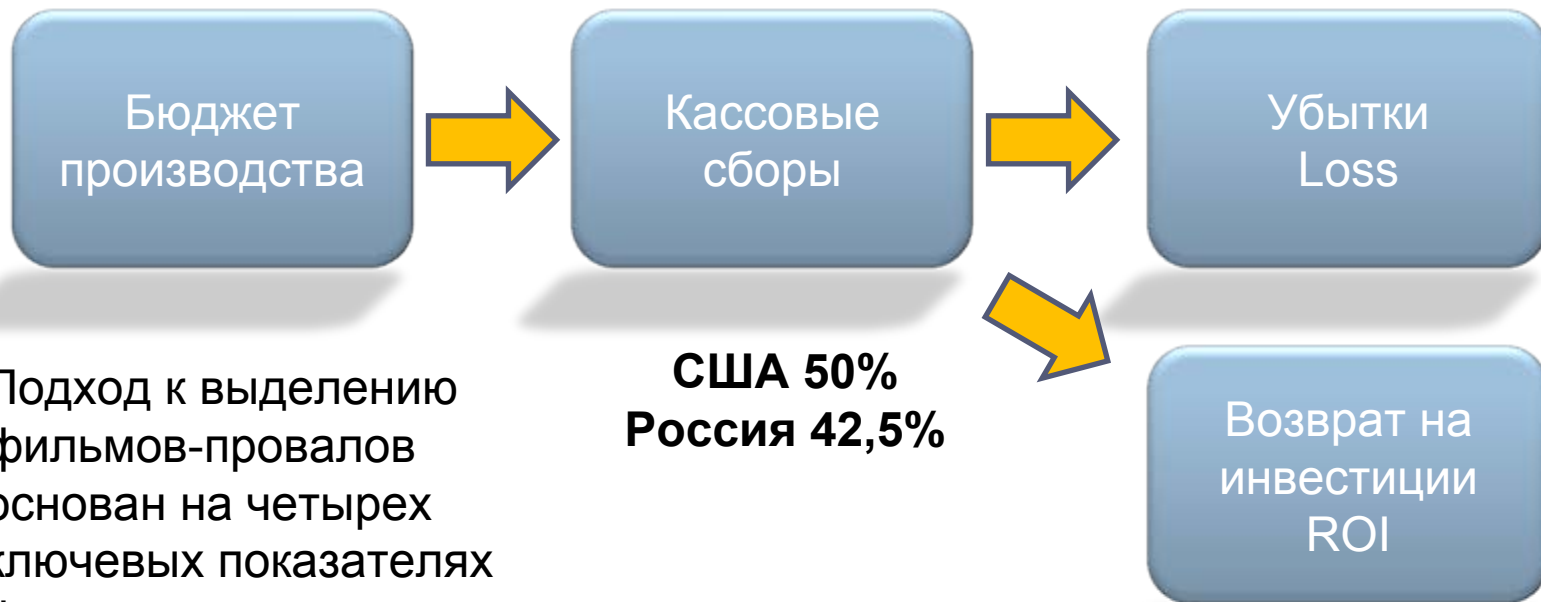 Бюджет
производства
Кассовые
сборы
Убытки
Loss
США 50%
Россия 42,5%
Возврат на
инвестиции
ROI
Подход к выделению
фильмов-провалов
основан на четырех
ключевых показателях